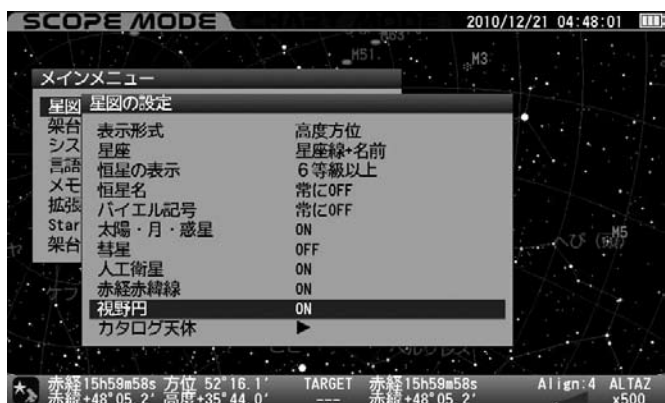 SCOPE MODE
2010/12/21 04:48:01
M63
M51
M3
メインメニュー
星図
架台
シス
言語
メモ
拡張
Star
架台
星図の設定
表示形式 高度方位
星座 星座線+名前
恒星の表示 6等級以上
恒星名 常にOFF
バイエル記号 常にOFF
太陽・月・惑星 ON
彗星 OFF
人工衛星 ON
赤経赤緯線 ON
視野円 ON
カタログ天体 ▶
へび
M5
赤経15h59m58s 方位 52°16.1' TARGET 赤経15h59m58s Align:4 ALTAZ
赤緯+48°05.2' 高度+35°44.0' --- 赤緯+48°05.2' x500